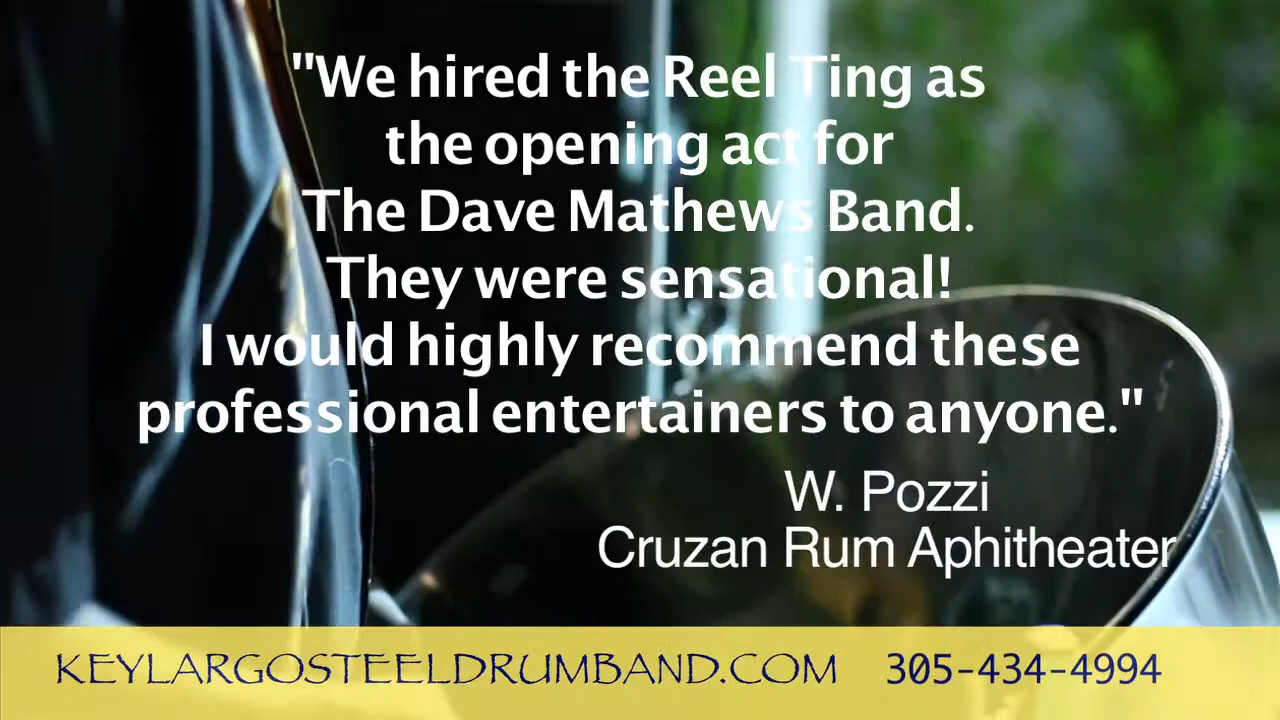 "We hired the Reel Ting as
the opening act for
The Dave Mathews Band.
They were sensational!
I would highly recommend these
professional entertainers to anyone."
W. Pozzi
Cruzan Rum Aphitheater
KEYLARGOSTEELDRUMBAND.COM 305-434-4994